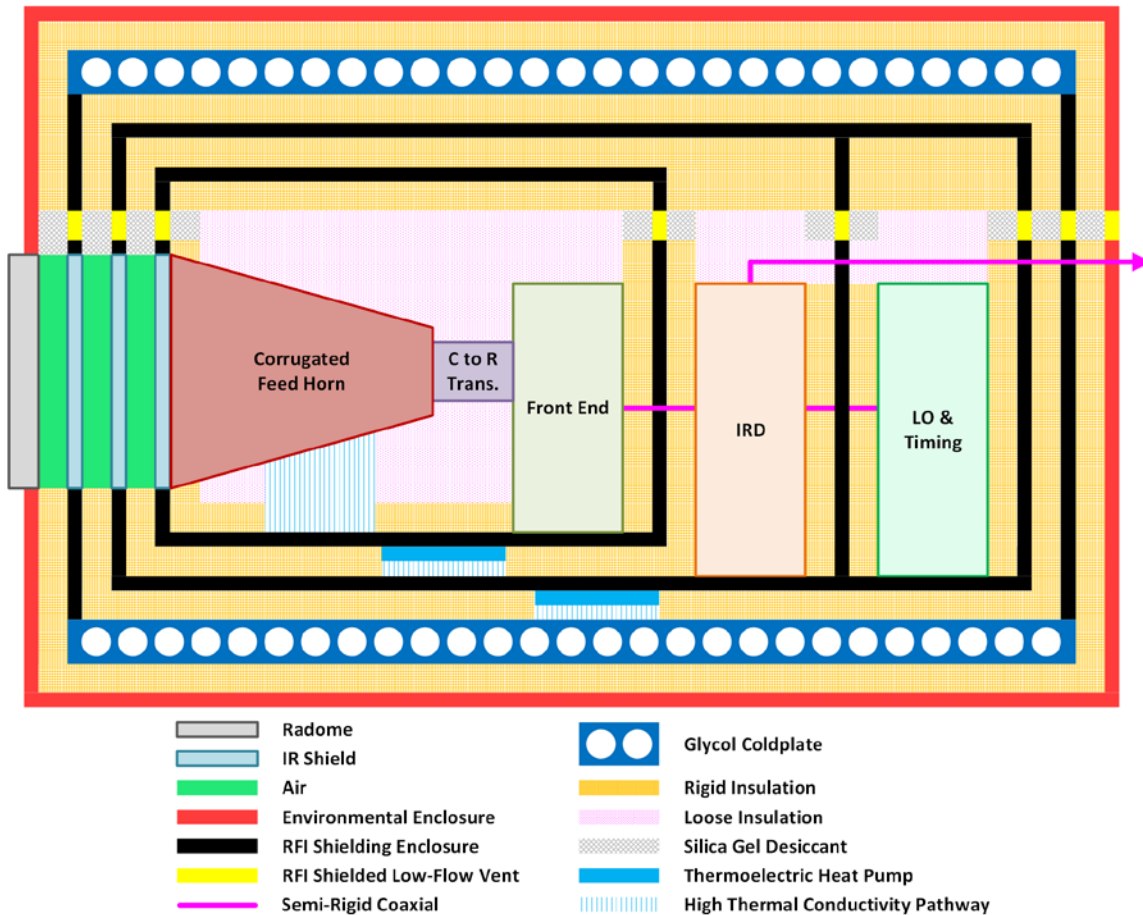 Corrugated
Feed Horn
C to R
Trans.
Front End
IRD
LO &
Timing
Radome
IR Shield
Air
Environmental Enclosure
RFI Shielding Enclosure
RFI Shielded Low-Flow Vent
Semi-Rigid Coaxial
Glycol Coldplate
Rigid Insulation
Loose Insulation
Silica Gel Desiccant
Thermoelectric Heat Pump
High Thermal Conductivity Pathway